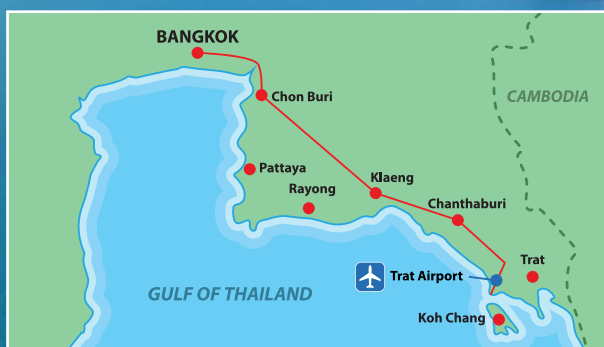 BANGKOK
Chon Buri
CAMBODIA
Pattaya
Klaeng
Rayong
Chanthaburi
Trat
Trat Airport
GULF OF THAILAND
Koh Chang